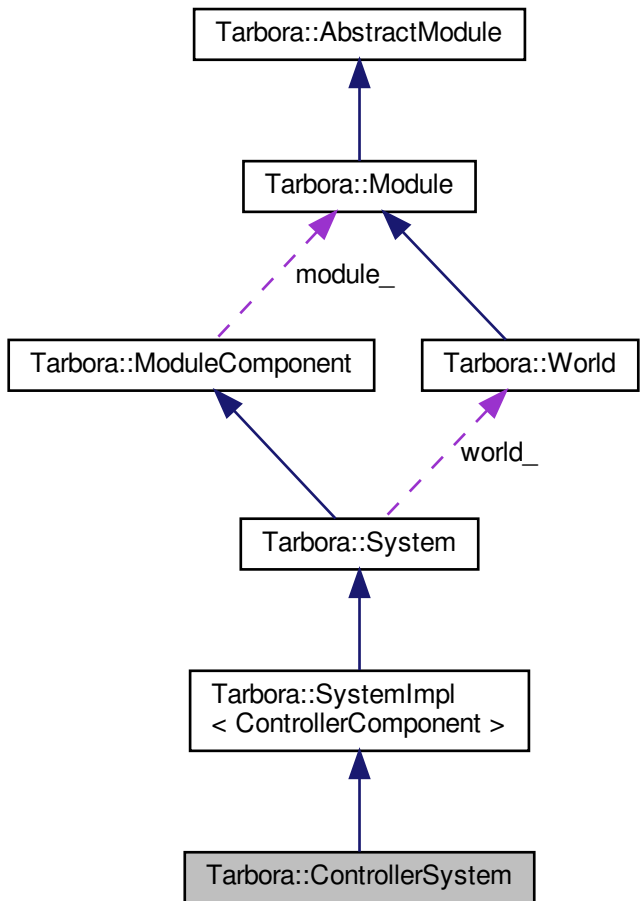 Tarbora::AbstractModule
Tarbora::Module
module_
Tarbora::ModuleComponent
Tarbora::World
world_
Tarbora::System
Tarbora::SystemImpl
< ControllerComponent >
Tarbora::ControllerSystem